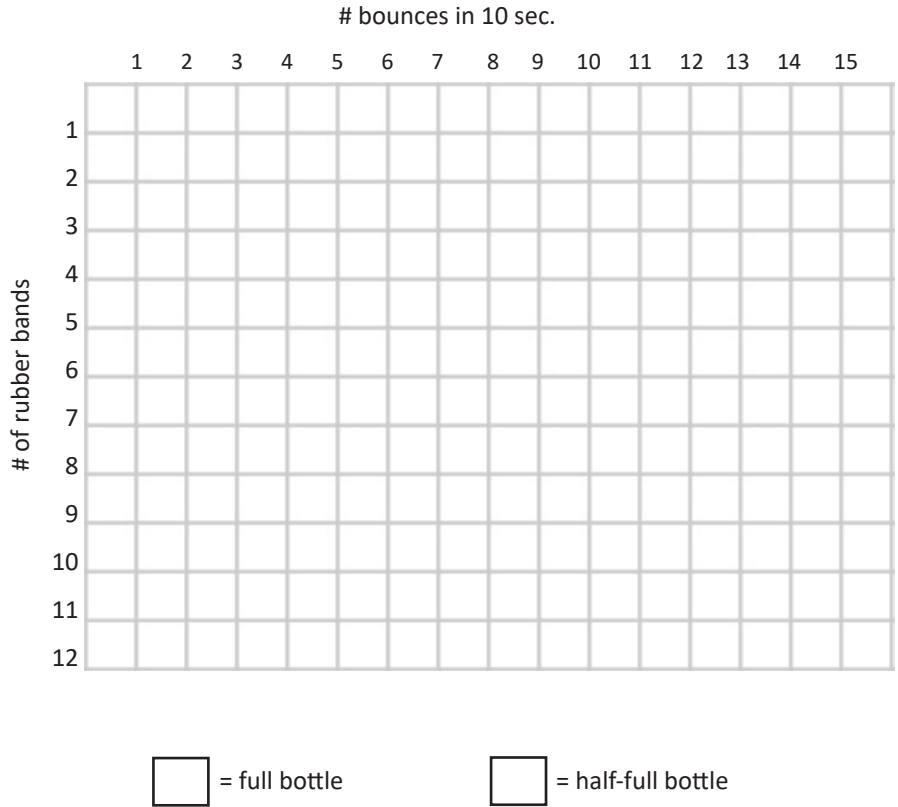 # bounces in 10 sec.
1 2 3 4 5 6 7 8 9 10 11 12 13 14 15
# of rubber bands
1
2
3
4
5
6
7
8
9
10
11
12
= full bottle
= half-full bottle